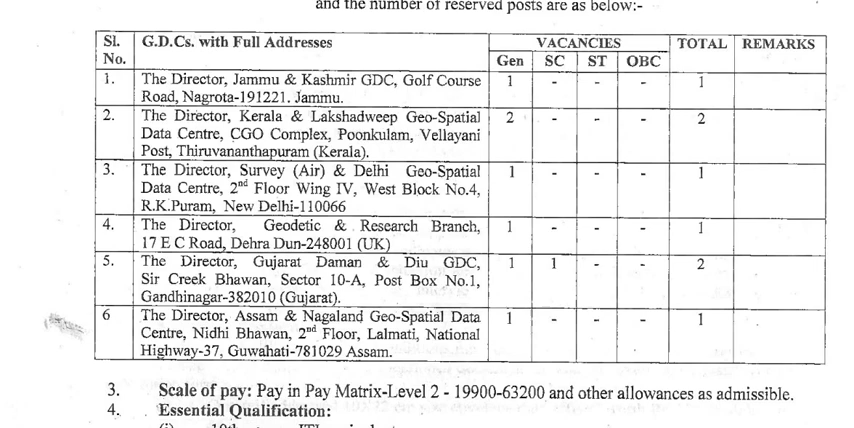 and the number of reserved posts are as below:-
Sl. No. G.D.Cs. with Full Addresses VACANCIES TOTAL REMARKS
Gen SC ST OBC
1. The Director, Jammu & Kashmir GDC, Golf Course 1 - - - 1
Road, Nagrota-191221. Jammu.
2. The Director, Kerala & Lakshadweep Geo-Spatial 2 - - - 2
Data Centre, CGO Complex, Poonkulam, Vellayani
Post, Thiruvananthapuram (Kerala).
3. The Director, Survey (Air) & Delhi Geo-Spatial 1 - - - 1
Data Centre, 2nd Floor Wing IV, West Block No.4,
R.K.Puram, New Delhi-110066
4. The Director, Geodetic & Research Branch, 1 - - - 1
17 E C Road, Dehra Dun-248001 (UK)
5. The Director, Gujarat Daman & Diu GDC, 1 1 - - 2
Sir Creek Bhawan, Sector 10-A, Post Box No.1,
Gandhinagar-382010 (Gujarat).
6 The Director, Assam & Nagaland Geo-Spatial Data 1 - - - 1
Centre, Nidhi Bhawan, 2nd Floor, Lalmati, National
Highway-37, Guwahati-781029 Assam.
3. Scale of pay: Pay in Pay Matrix-Level 2 - 19900-63200 and other allowances as admissible.
4. Essential Qualification: